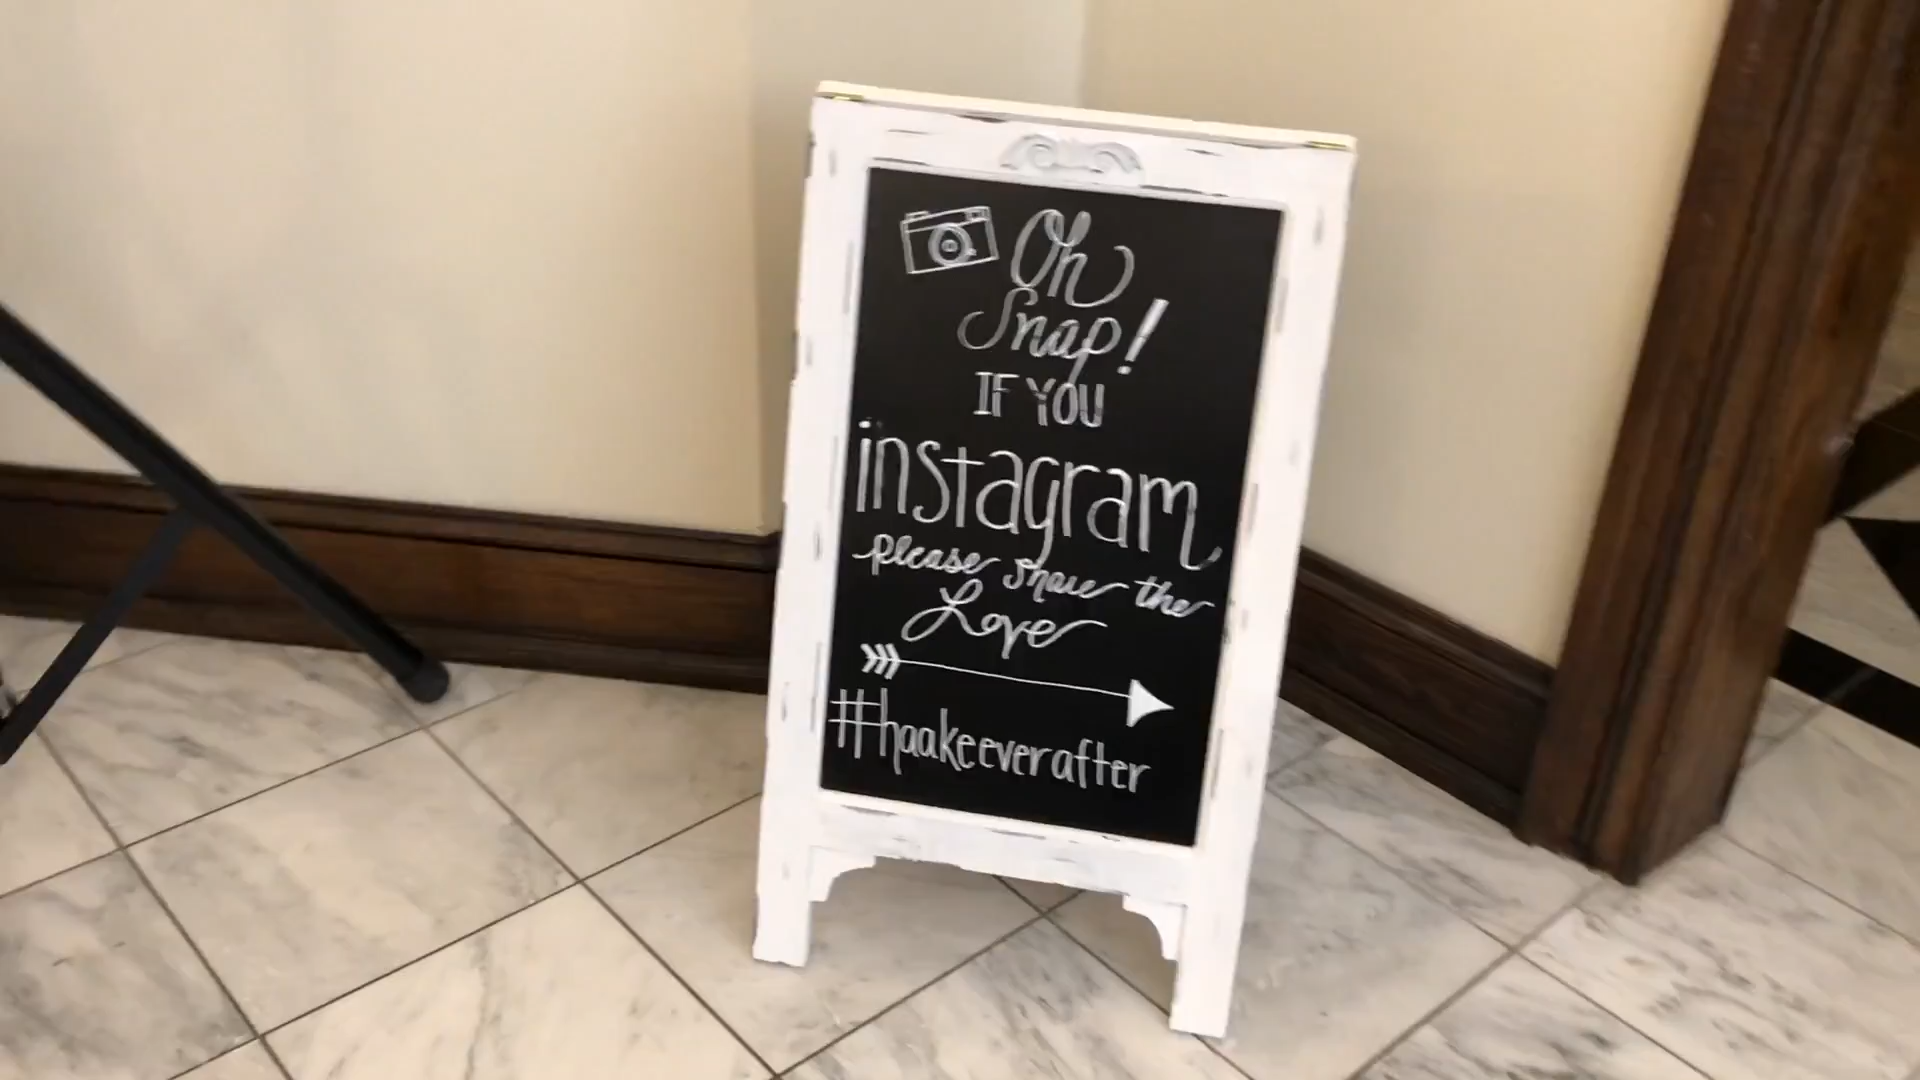 Oh
Snap!
IF YOU
instagram
please share the
Love
#haakeeverafter